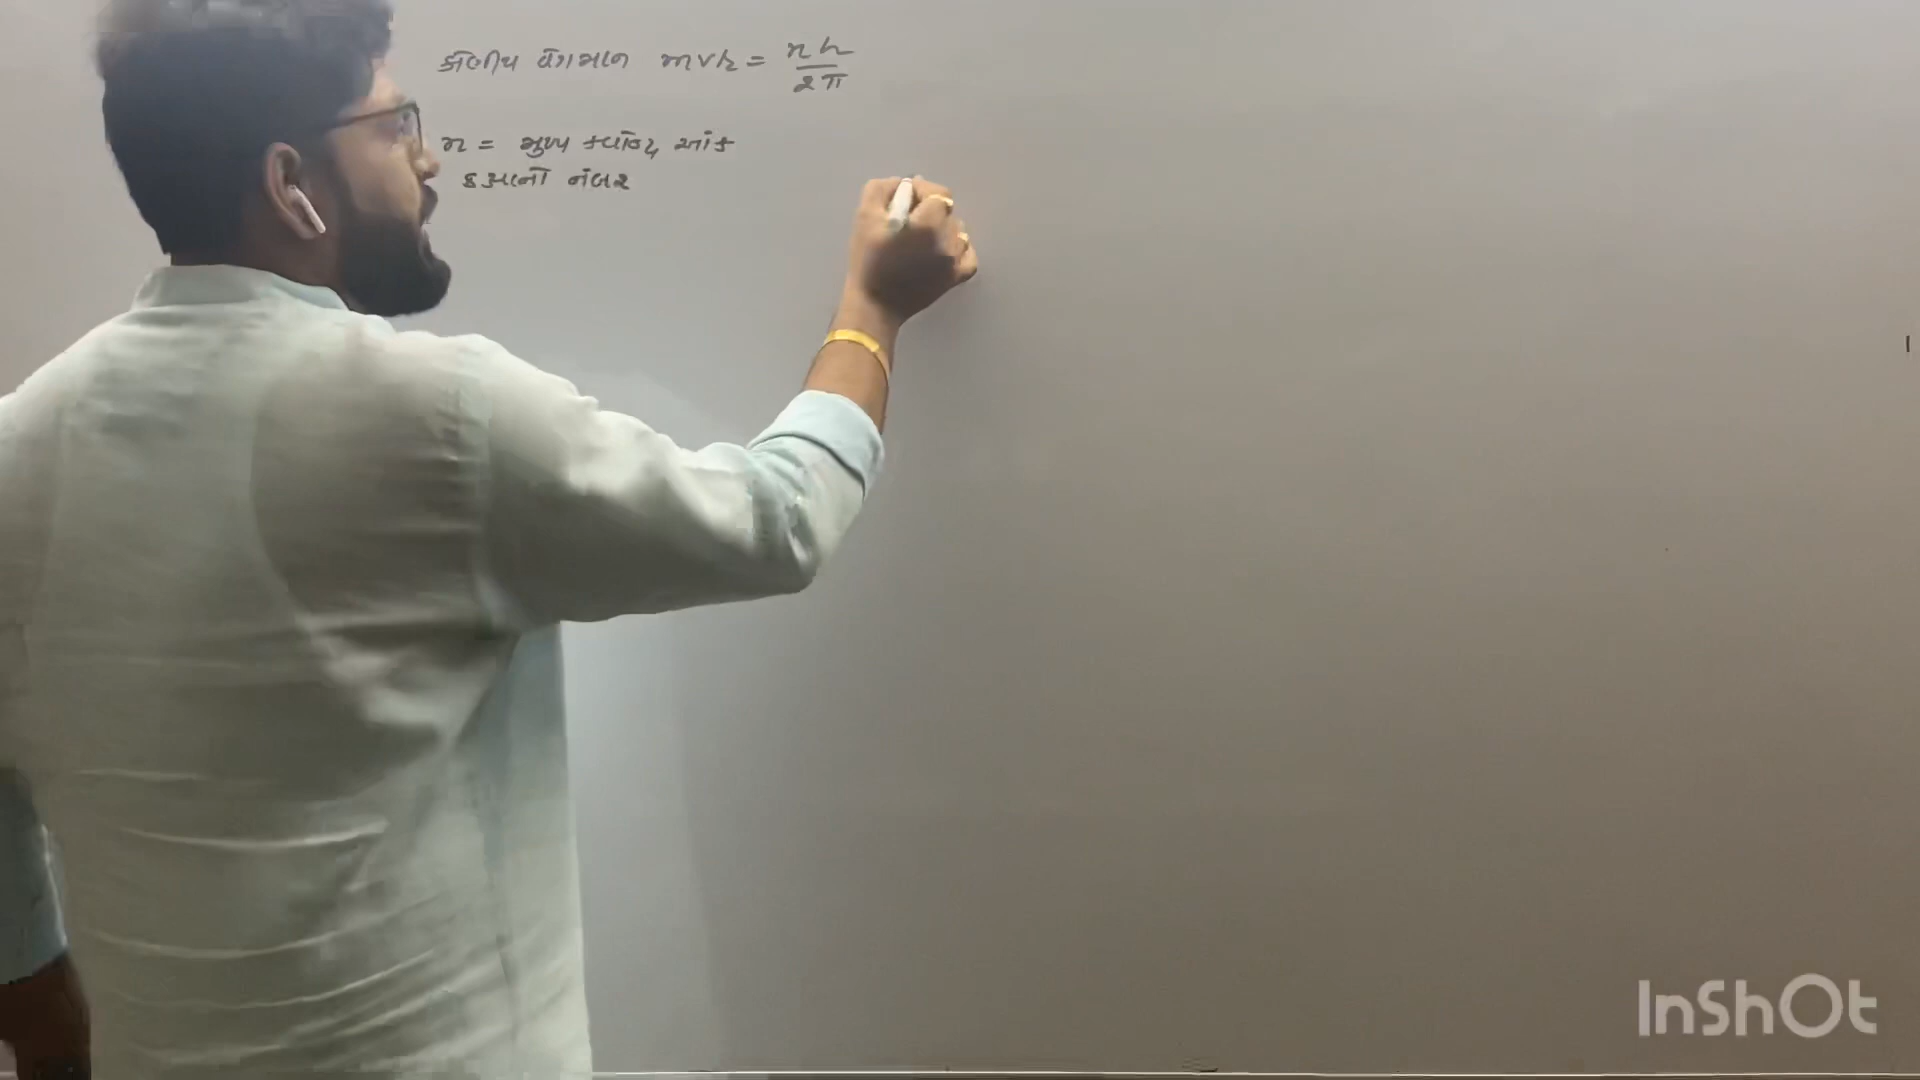 કોણીય વેગમાન mvr = nh/2π
n = મુખ્ય ક્વોન્ટમ આંક
કક્ષાનો નંબર
InShOt